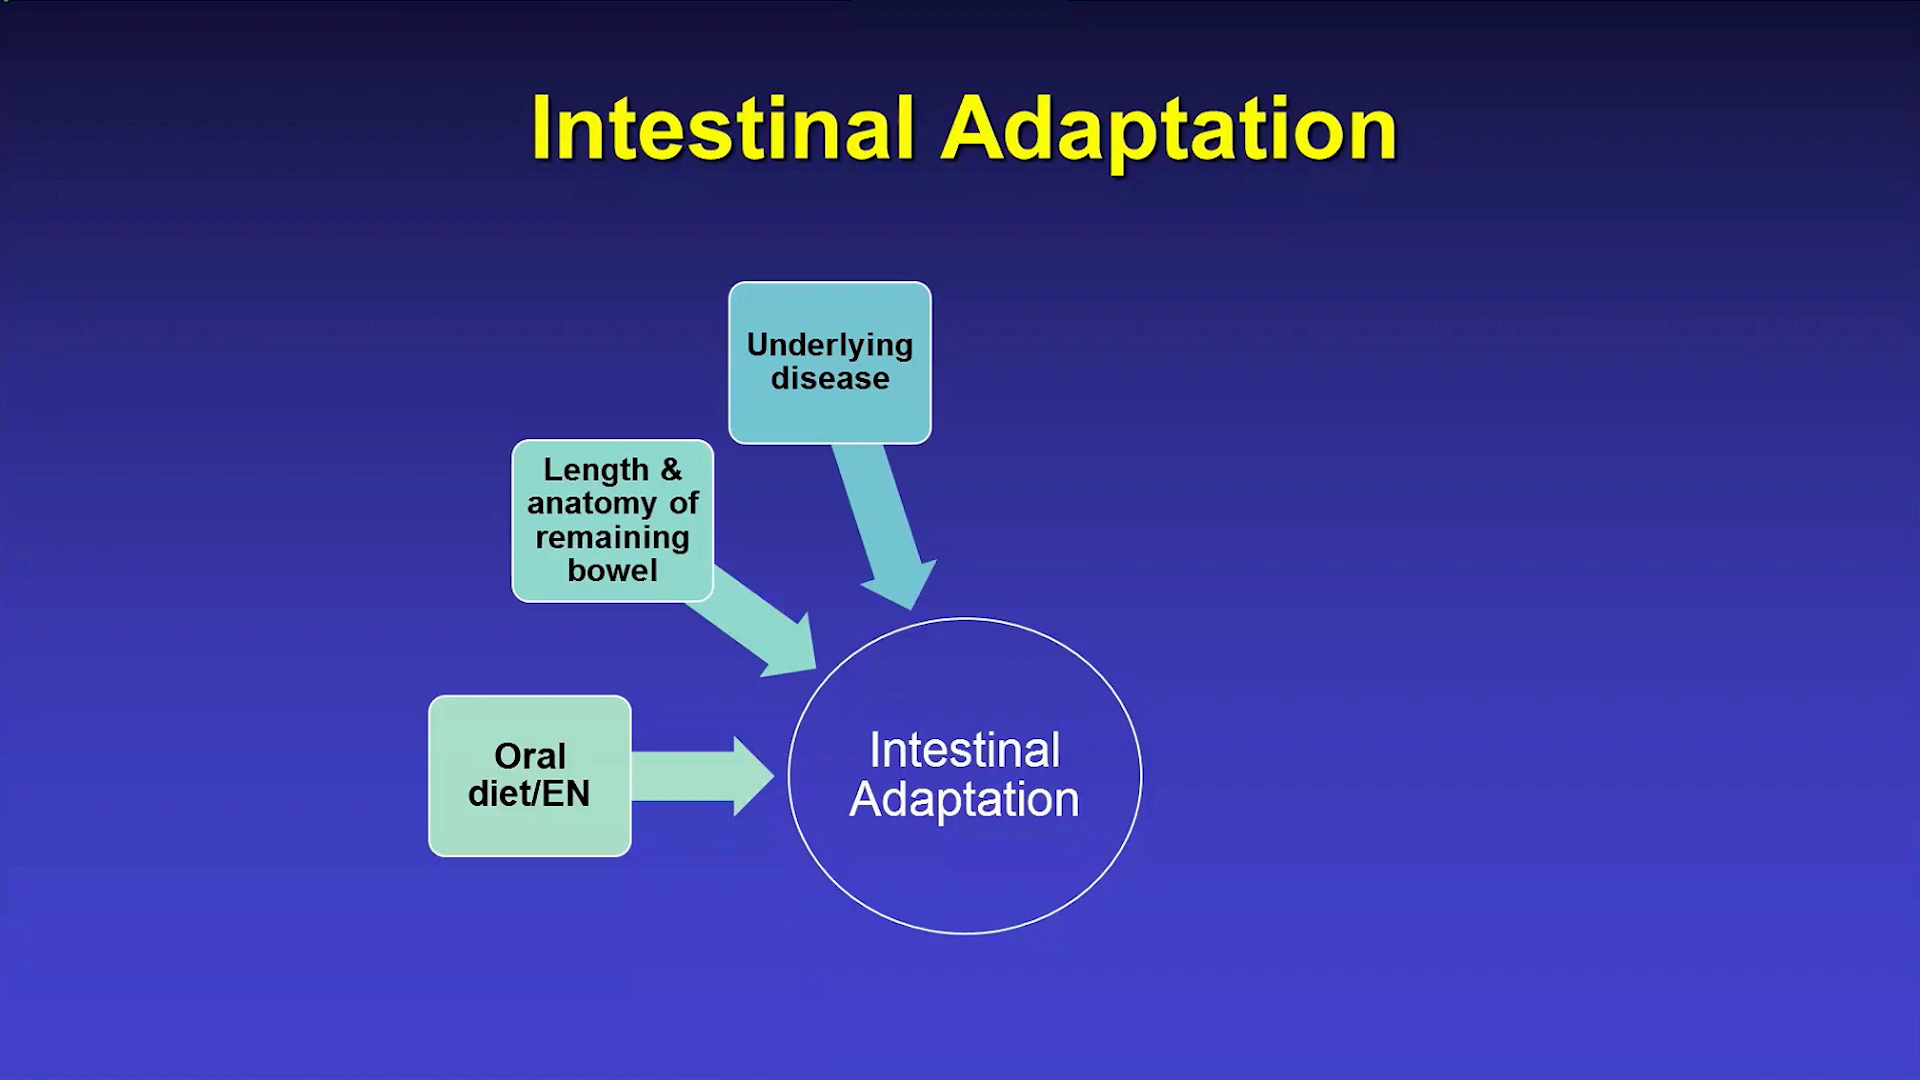 Intestinal Adaptation
Underlying
disease
Length &
anatomy of
remaining
bowel
Oral
diet/EN
Intestinal
Adaptation